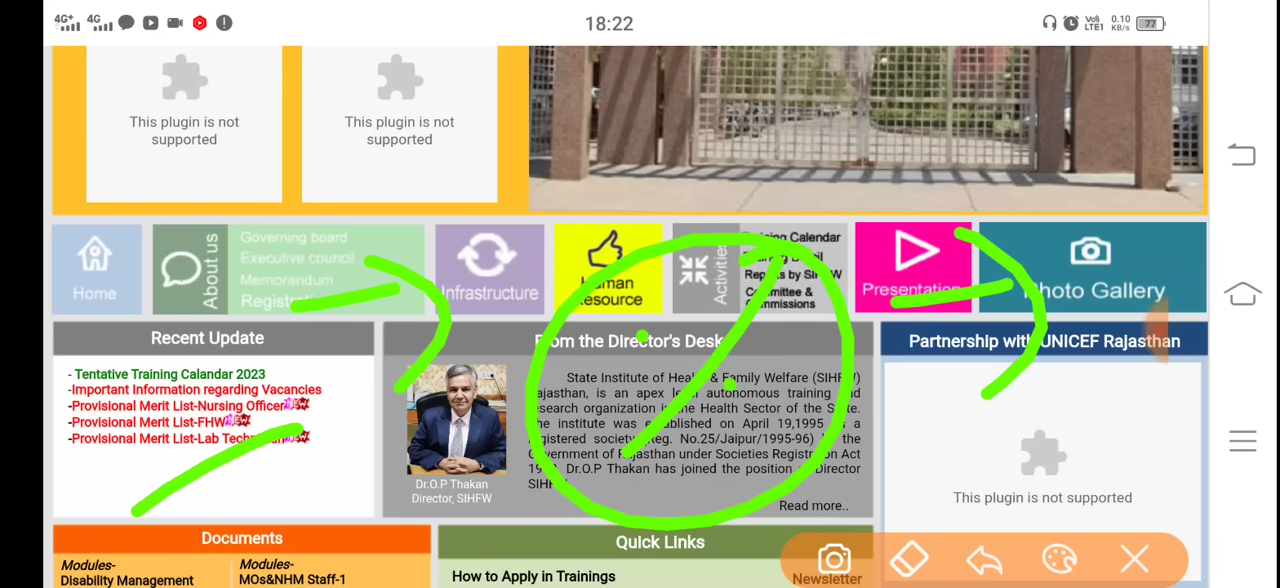 4G+ 4G 18:22 VoⅡ LTE1 0.10 KB/s 77
This plugin is not supported
This plugin is not supported
Home
About us
Governing board
Executive council
Memorandum
Infrastructure
Human
Resource
Activities
Training Calendar
Reports by SIHFW
Committee &
Commissions
Presentation
Photo Gallery
Recent Update
- Tentative Training Calandar 2023
-Important Information regarding Vacancies
-Provisional Merit List-Nursing Officer
-Provisional Merit List-FHW
-Provisional Merit List-Lab Technician
From the Director's Desk
State Institute of Health & Family Welfare (SIHFW)
Rajasthan, is an apex level autonomous training and
research organization in the Health Sector of the State.
The institute was established on April 19,1995 as a
registered society(Reg. No.25/Jaipur/1995-96) by the
Government of Rajasthan under Societies Registration Act
Dr.O.P Thakan has joined the position of Director
SIHFW.
Read more..
Dr.O.P Thakan
Director, SIHFW
Partnership with UNICEF Rajasthan
This plugin is not supported
Documents
Modules-
Disability Management
Modules-
MOs&NHM Staff-1
Quick Links
How to Apply in Trainings
Newsletter